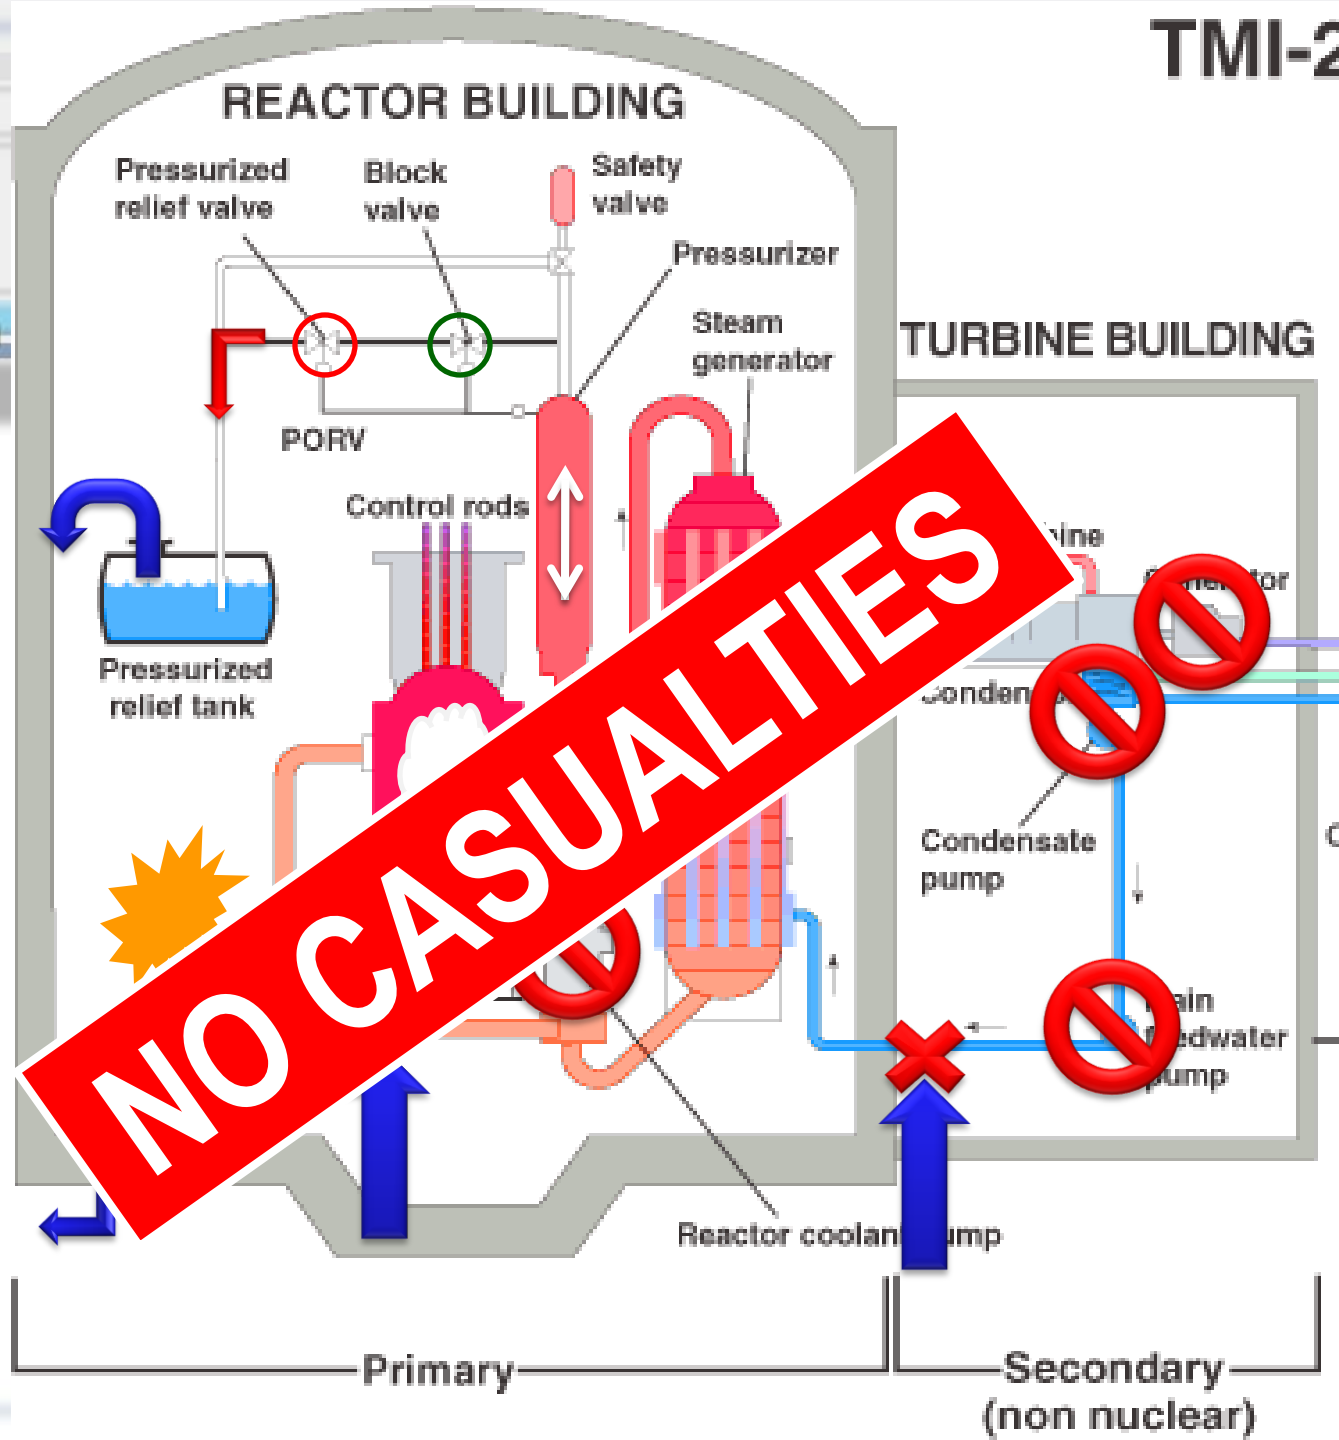 TMI-2
REACTOR BUILDING
Pressurized
relief valve
Block
valve
Safety
valve
Pressurizer
Steam
generator
TURBINE BUILDING
PORV
Control rods
Pressurized
relief tank
NO CASUALTIES
Condensate
pump
Reactor coolant
Primary
Secondary
(non nuclear)